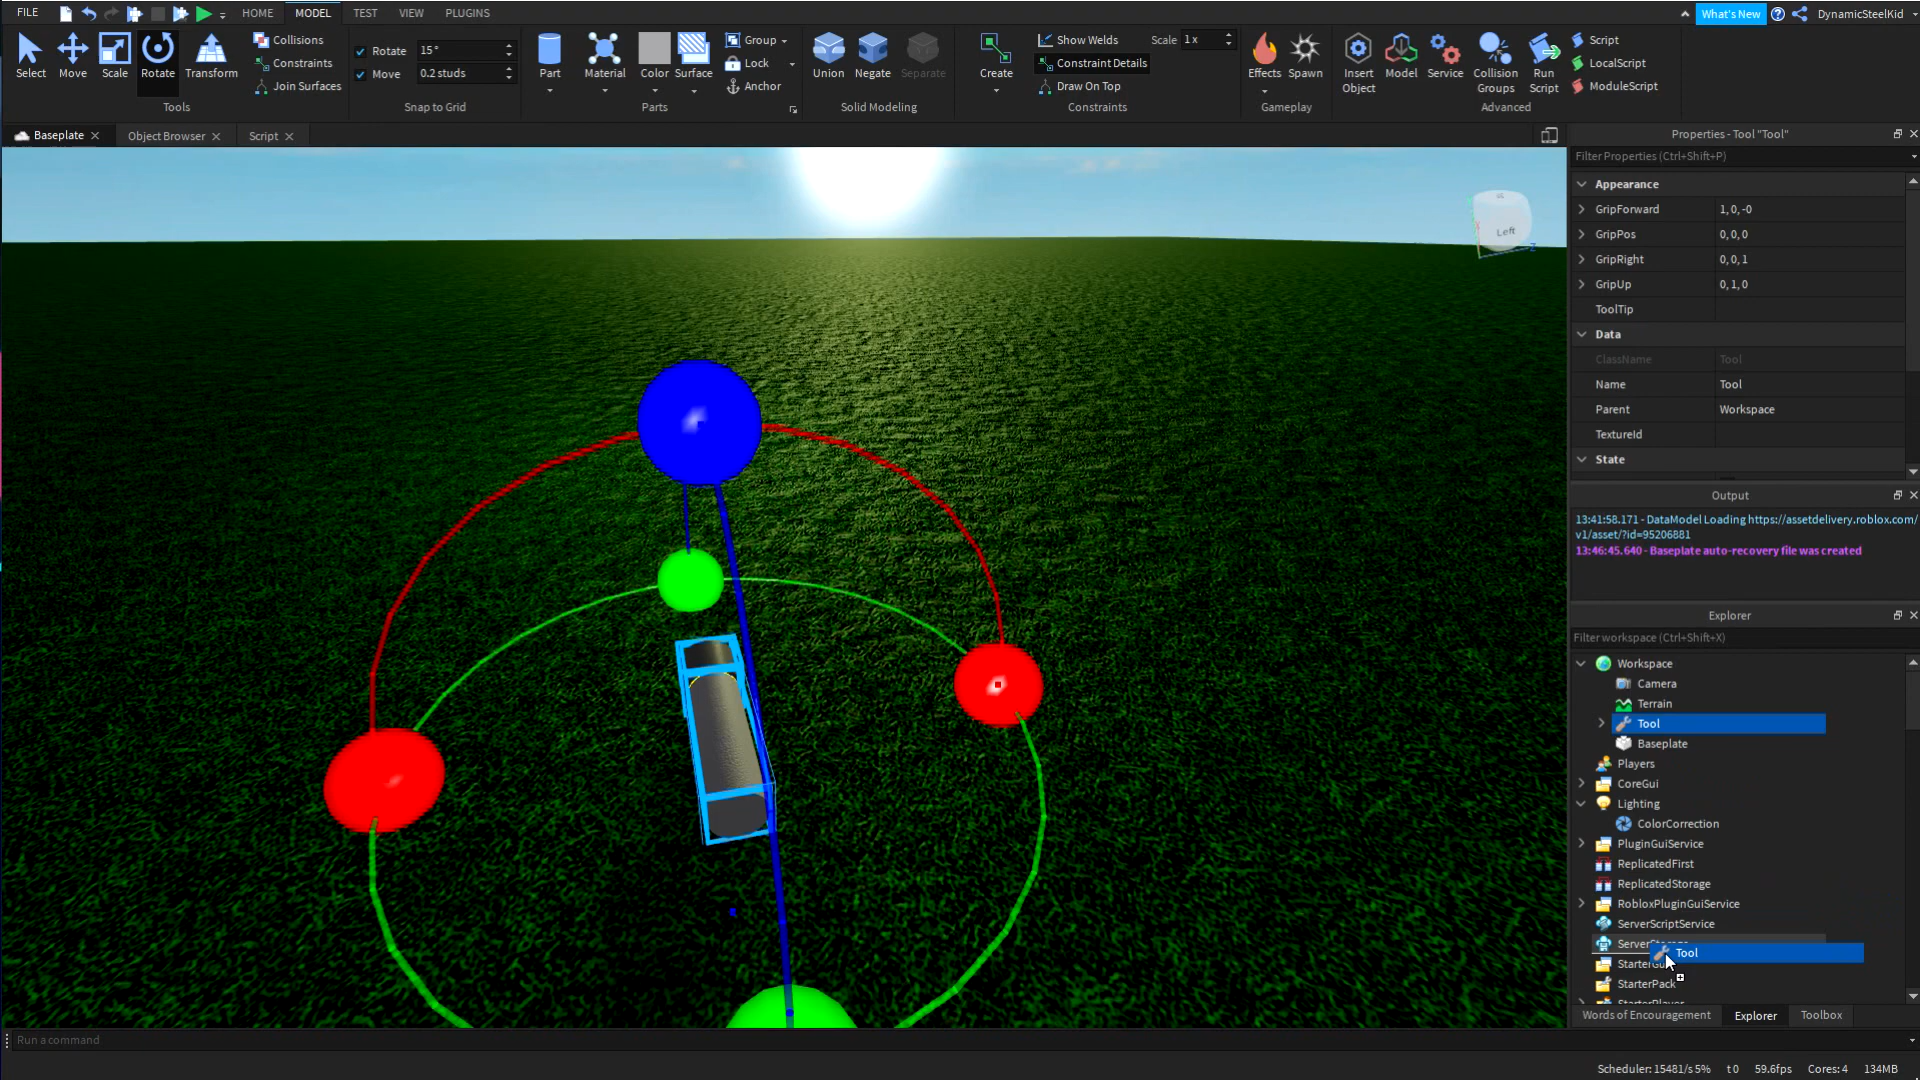 FILE HOME MODEL TEST VIEW PLUGINS What's New DynamicSteelKid
Select Move Scale Rotate Transform
Collisions
Constraints
Join Surfaces
Tools
Rotate 15°
Move 0.2 studs
Snap to Grid
Part Material Color Surface
Group
Lock
Anchor
Parts
Union Negate Separate
Solid Modeling
Create
Show Welds Scale 1 x
Constraint Details
Draw On Top
Constraints
Effects Spawn
Gameplay
Insert Object Model Service Collision Groups Run Script
Script
LocalScript
ModuleScript
Advanced
Baseplate Object Browser Script
Left
Properties - Tool "Tool"
Filter Properties (Ctrl+Shift+P)
Appearance
GripForward 1, 0, -0
GripPos 0, 0, 0
GripRight 0, 0, 1
GripUp 0, 1, 0
ToolTip
Data
ClassName Tool
Name Tool
Parent Workspace
TextureId
State
Output
13:41:58.171 - DataModel Loading https://assetdelivery.roblox.com/
v1/asset/?id=95206881
13:46:45.640 - Baseplate auto-recovery file was created
Explorer
Filter workspace (Ctrl+Shift+X)
Workspace
Camera
Terrain
Tool
Baseplate
Players
CoreGui
Lighting
ColorCorrection
PluginGuiService
ReplicatedFirst
ReplicatedStorage
RobloxPluginGuiService
ServerScriptService
Tool
StarterPack
Words of Encouragement Explorer Toolbox
Run a command
Scheduler: 15481/s 5% t 0 59.6fps Cores: 4 134MB